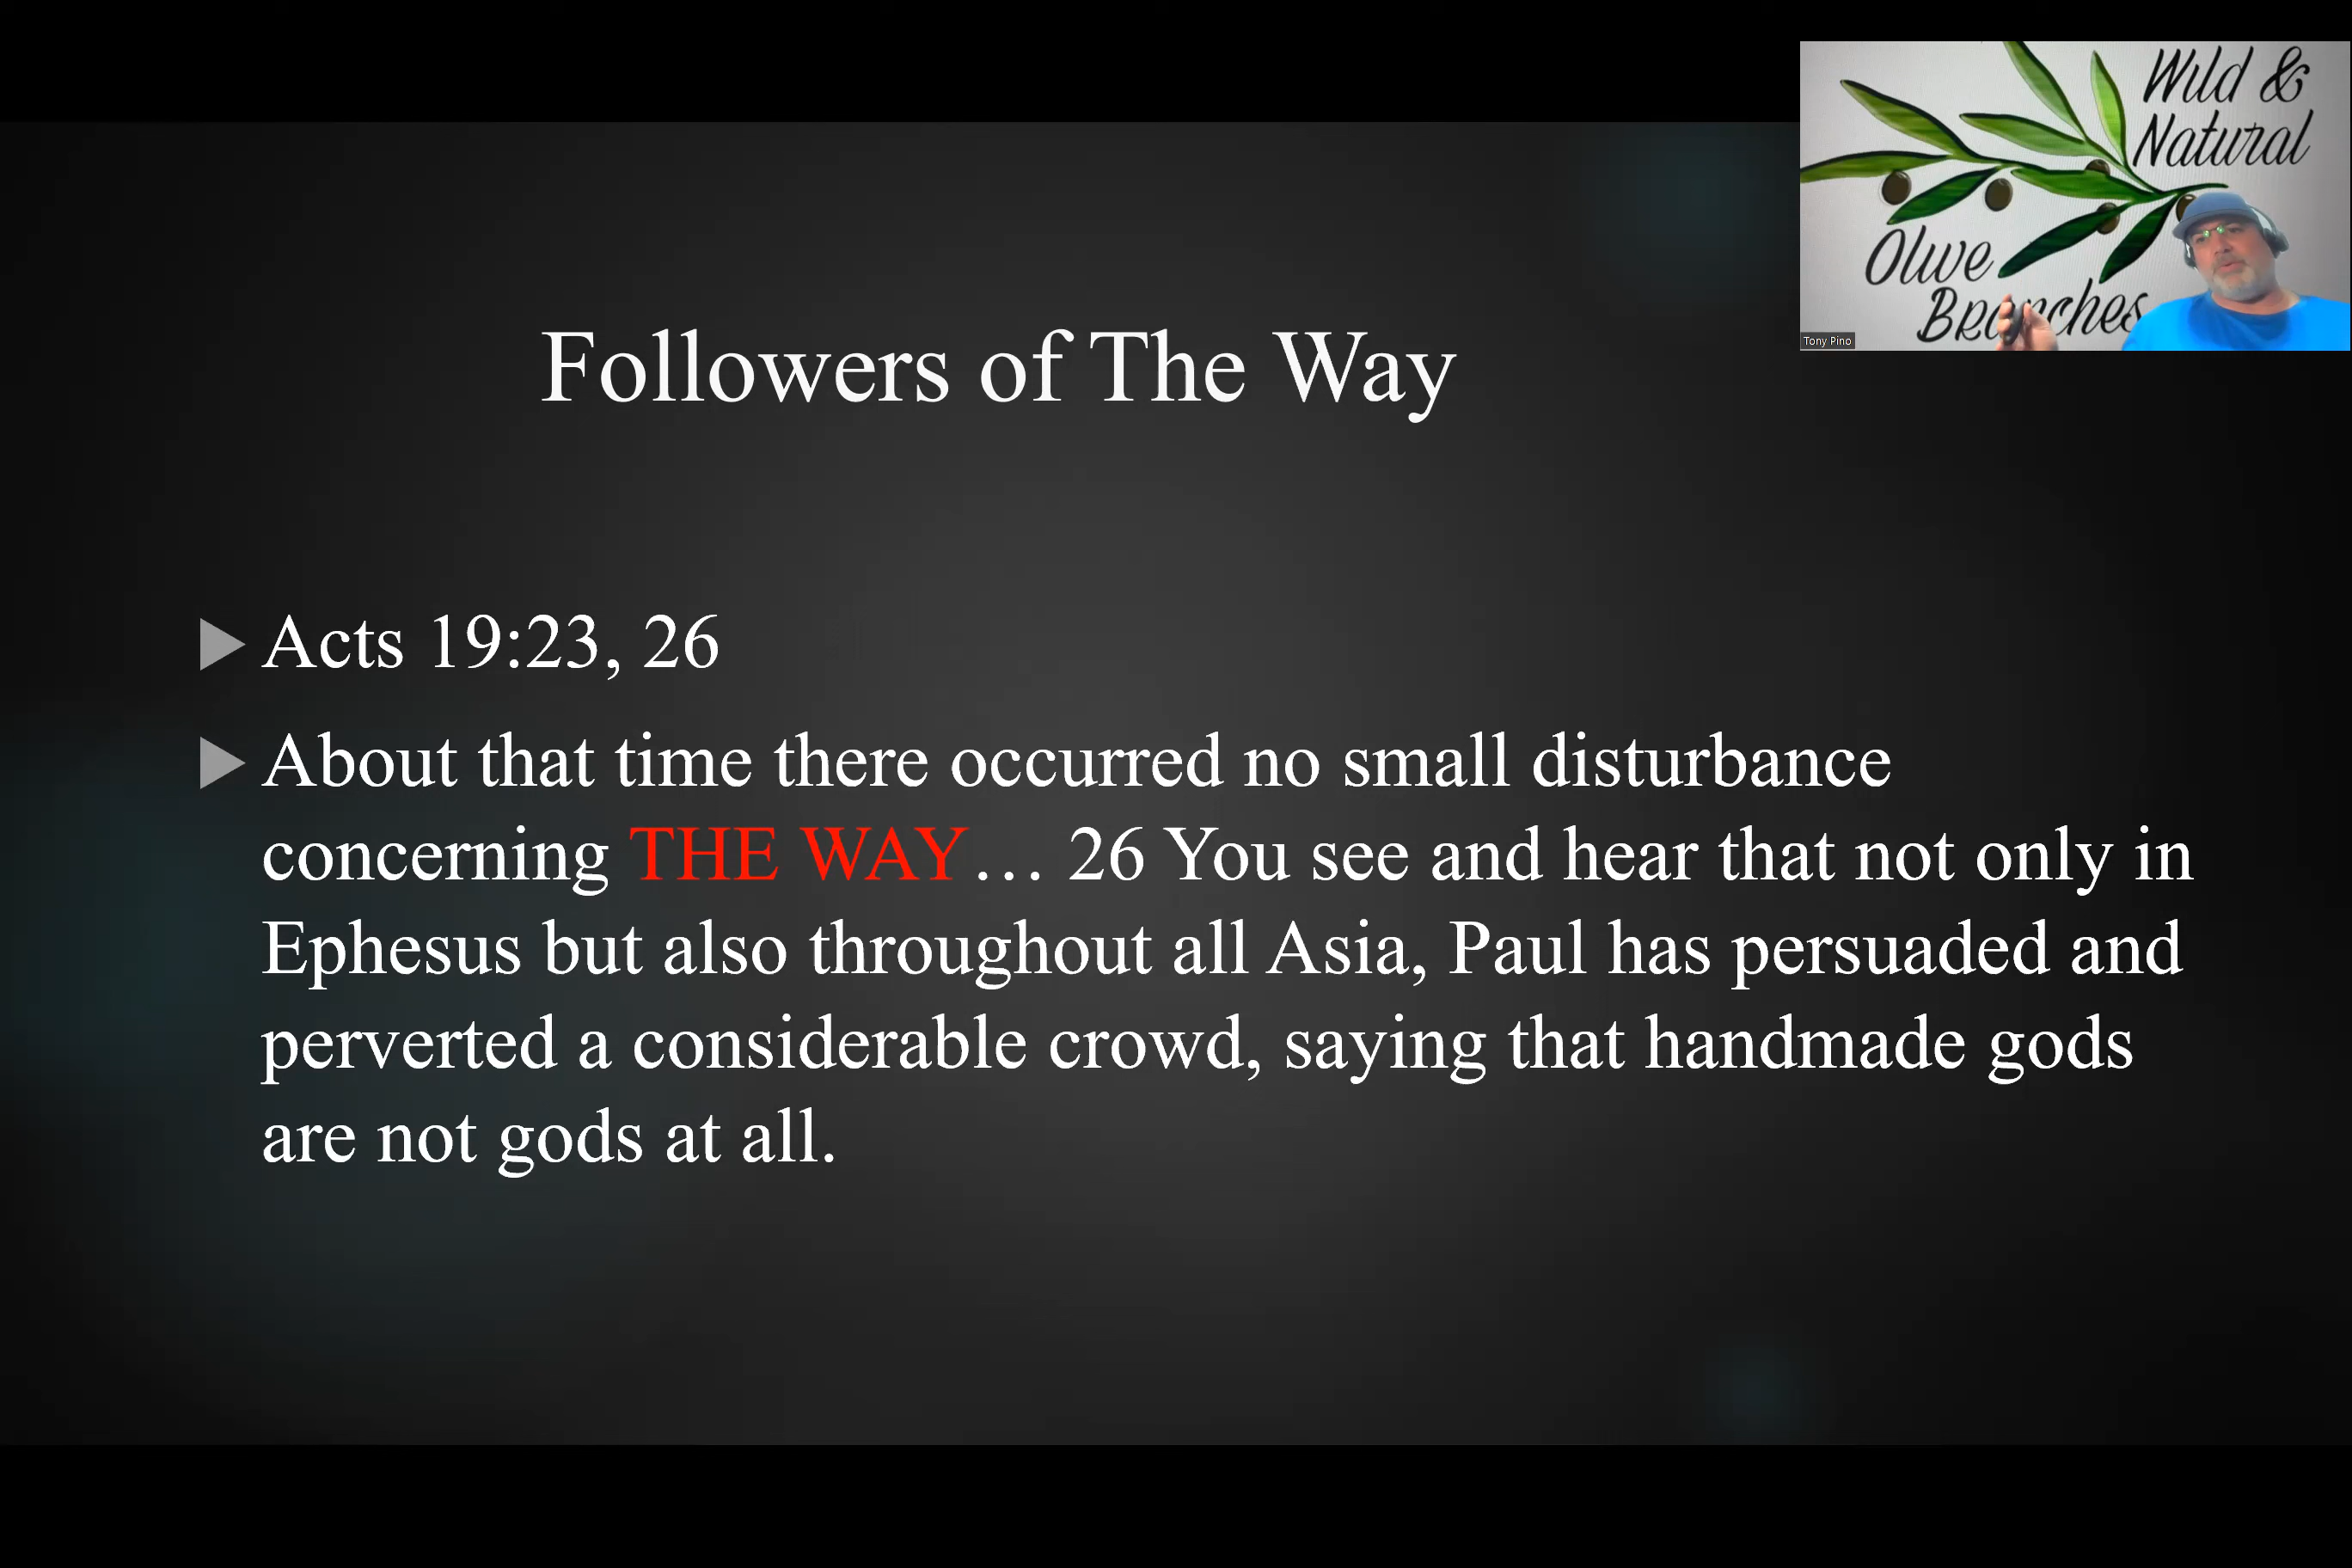 Wild &
Natural
Olive
Branches
Tony Pino
Followers of The Way
Acts 19:23, 26
About that time there occurred no small disturbance
concerning THE WAY… 26 You see and hear that not only in
Ephesus but also throughout all Asia, Paul has persuaded and
perverted a considerable crowd, saying that handmade gods
are not gods at all.